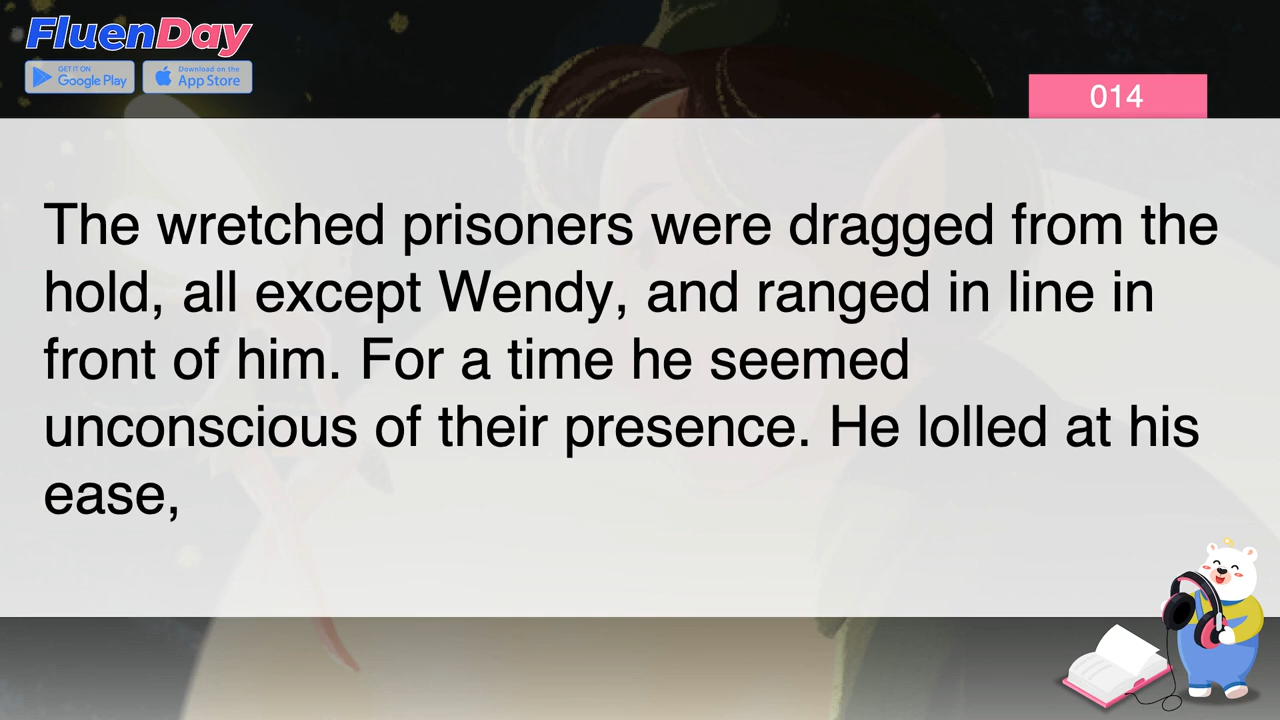 FluenDay
GET IT ON
Google Play
Download on the
App Store
014
The wretched prisoners were dragged from the
hold, all except Wendy, and ranged in line in
front of him. For a time he seemed
unconscious of their presence. He lolled at his
ease,